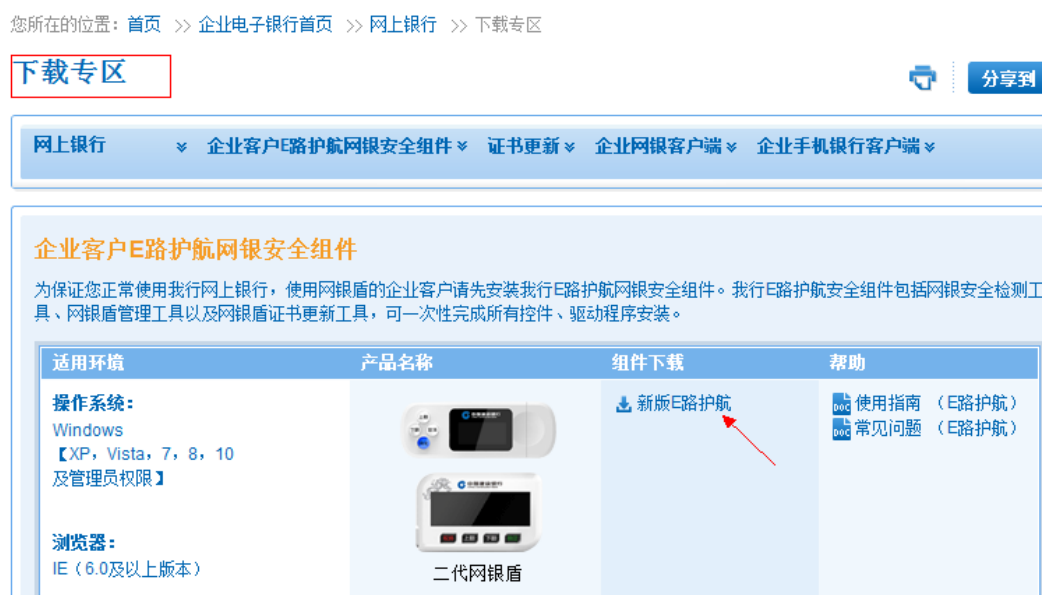 您所在的位置：首页 >> 企业电子银行首页 >> 网上银行 >> 下载专区
下载专区
分享到
网上银行 企业客户E路护航网银安全组件 证书更新 企业网银客户端 企业手机银行客户端
企业客户E路护航网银安全组件
为保证您正常使用我行网上银行，使用网银盾的企业客户请先安装我行E路护航网银安全组件。我行E路护航安全组件包括网银安全检测工
具、网银盾管理工具以及网银盾证书更新工具，可一次性完成所有控件、驱动程序安装。
适用环境 产品名称 组件下载 帮助
操作系统：
Windows
【XP，Vista，7，8，10
及管理员权限】
浏览器：
IE（6.0及以上版本）
二代网银盾
新版E路护航
DOC 使用指南 （E路护航）
DOC 常见问题 （E路护航）